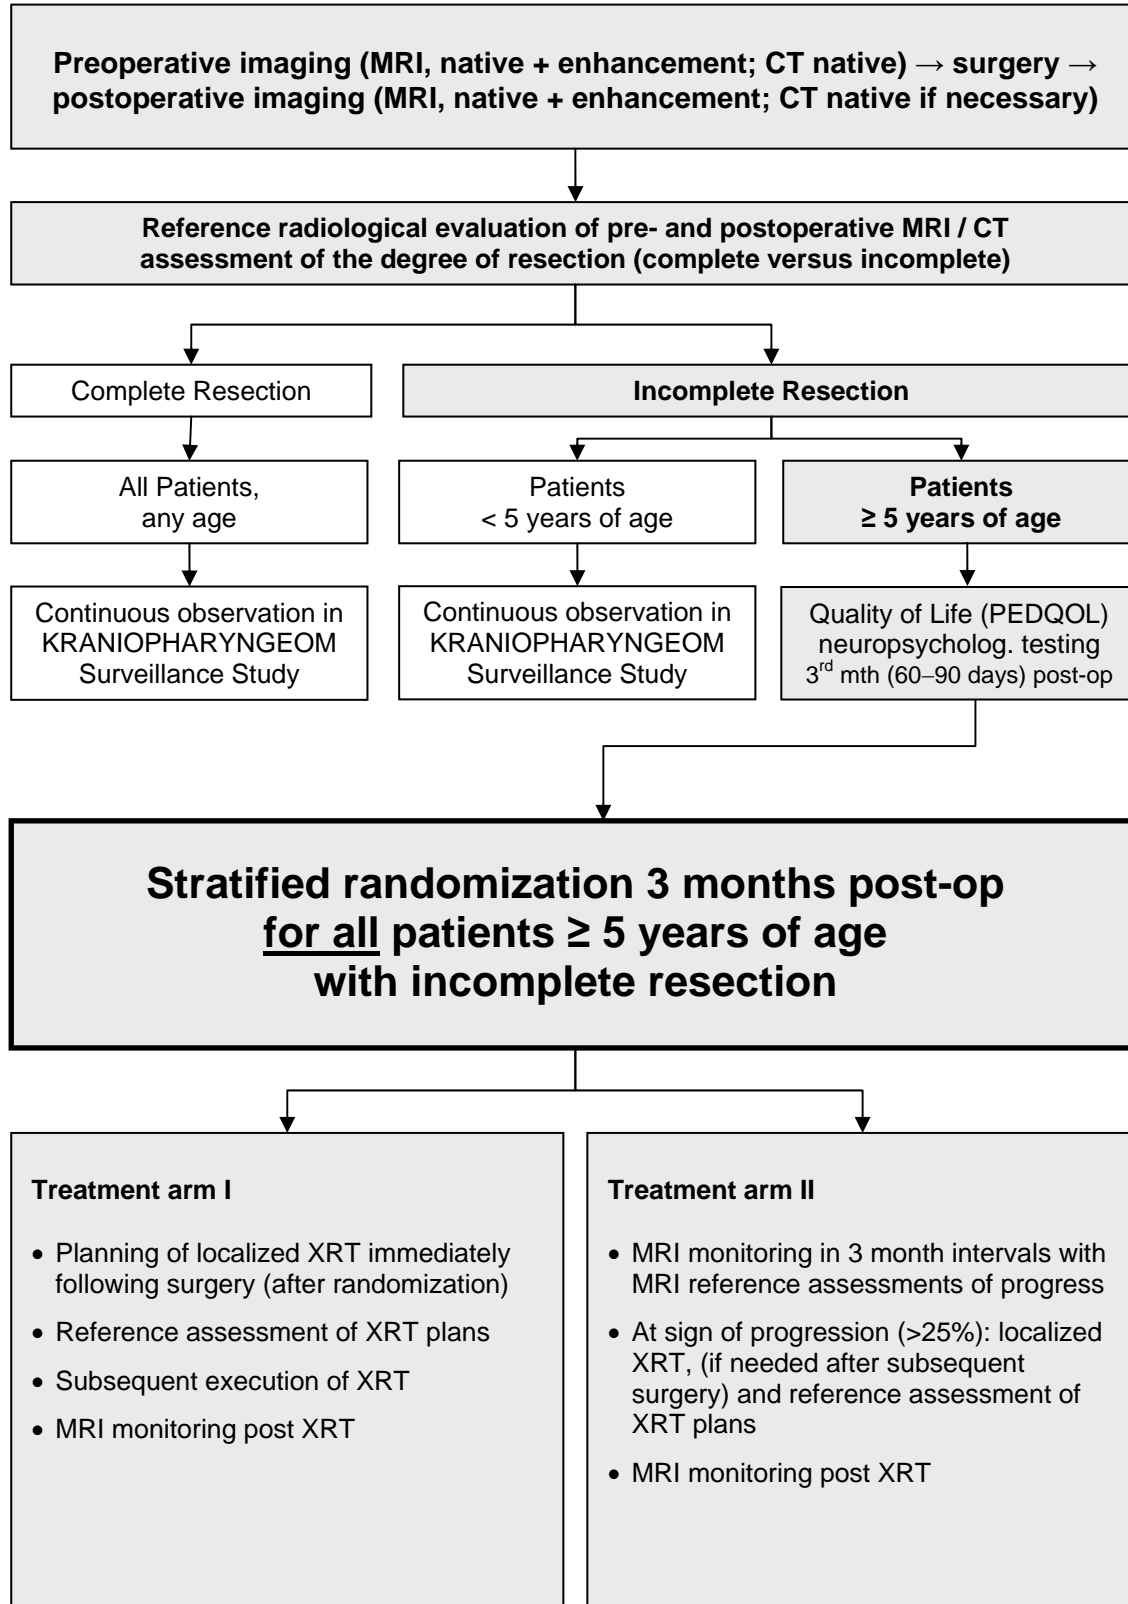 Preoperative imaging (MRI, native + enhancement; CT native) → surgery →
postoperative imaging (MRI, native + enhancement; CT native if necessary)
Reference radiological evaluation of pre- and postoperative MRI / CT
assessment of the degree of resection (complete versus incomplete)
Complete Resection
Incomplete Resection
All Patients,
any age
Patients
< 5 years of age
Patients
≥ 5 years of age
Continuous observation in
KRANIOPHARYNGEOM
Surveillance Study
Continuous observation in
KRANIOPHARYNGEOM
Surveillance Study
Quality of Life (PEDQOL)
neuropsycholog. testing
3rd mth (60–90 days) post-op
Stratified randomization 3 months post-op
for all patients ≥ 5 years of age
with incomplete resection
Treatment arm I
• Planning of localized XRT immediately
following surgery (after randomization)
• Reference assessment of XRT plans
• Subsequent execution of XRT
• MRI monitoring post XRT
Treatment arm II
• MRI monitoring in 3 month intervals with
MRI reference assessments of progress
• At sign of progression (>25%): localized
XRT, (if needed after subsequent
surgery) and reference assessment of
XRT plans
• MRI monitoring post XRT